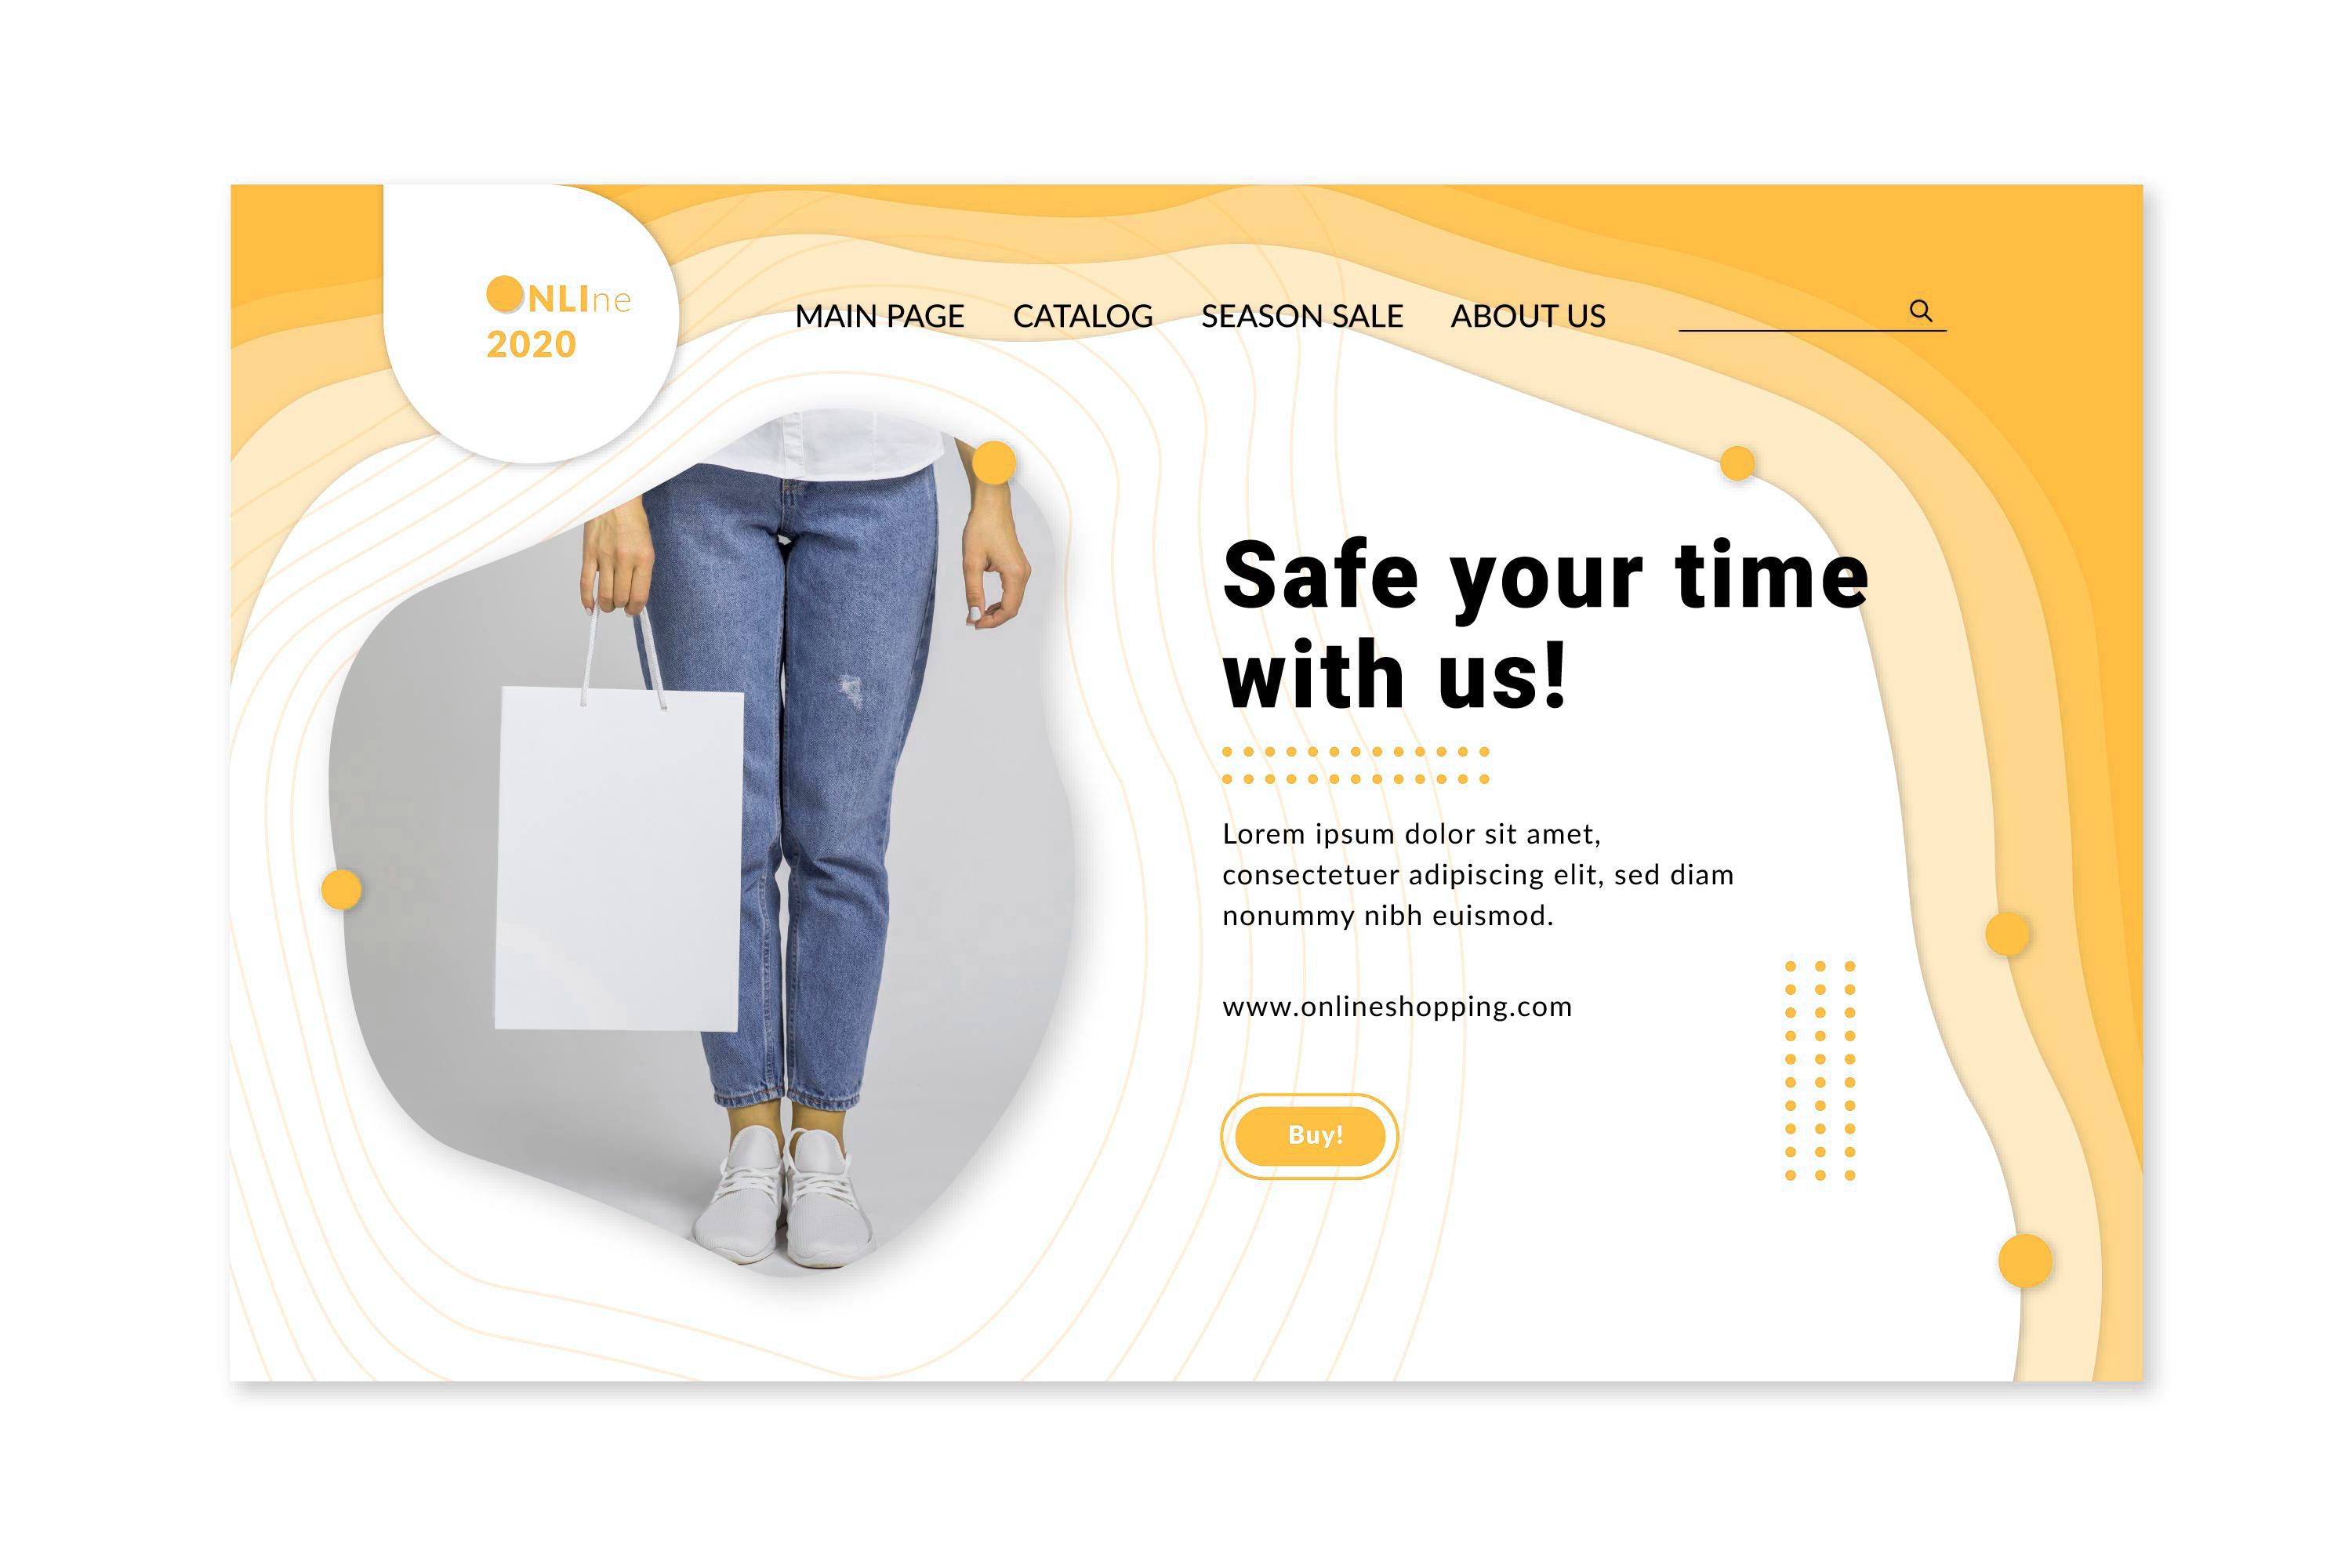 ONLIne
2020
MAIN PAGE CATALOG SEASON SALE ABOUT US
Safe your time
with us!
Lorem ipsum dolor sit amet,
consectetuer adipiscing elit, sed diam
nonummy nibh euismod.
www.onlineshopping.com
Buy!